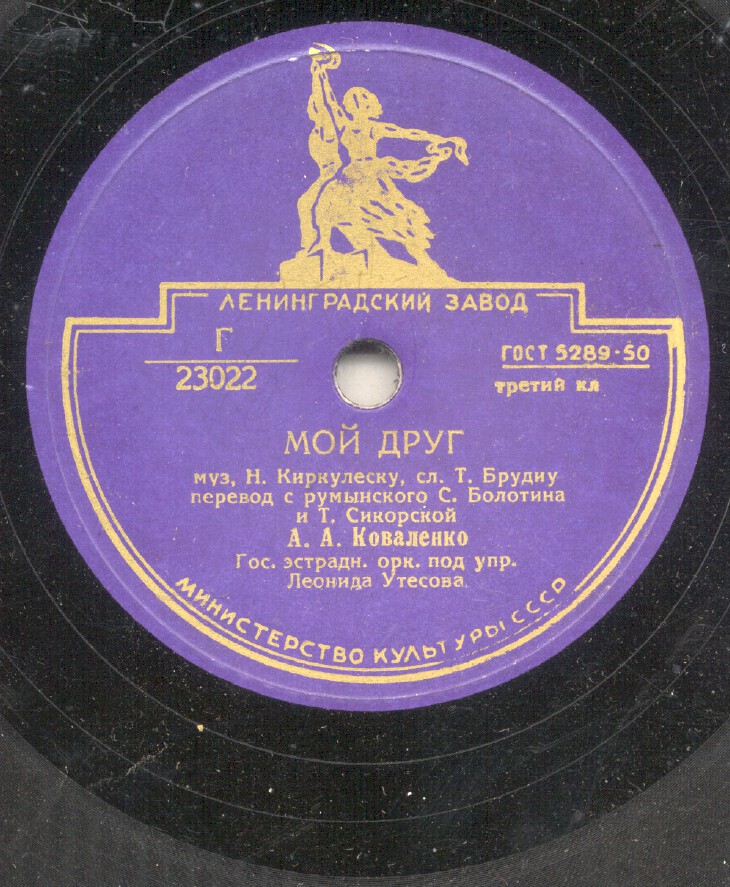 ЛЕНИНГРАДСКИЙ ЗАВОД
Г
23022
ГОСТ 5289-50
третий кл
МОЙ ДРУГ
муз, Н. Киркулеску, сл. Т. Брудиу
перевод с румынского С. Болотина
и Т. Сикорской
А. А. Коваленко
Гос. эстрадн. орк. под упр.
Леонида Утесова
МИНИСТЕРСТВО КУЛЬТУРЫ СССР